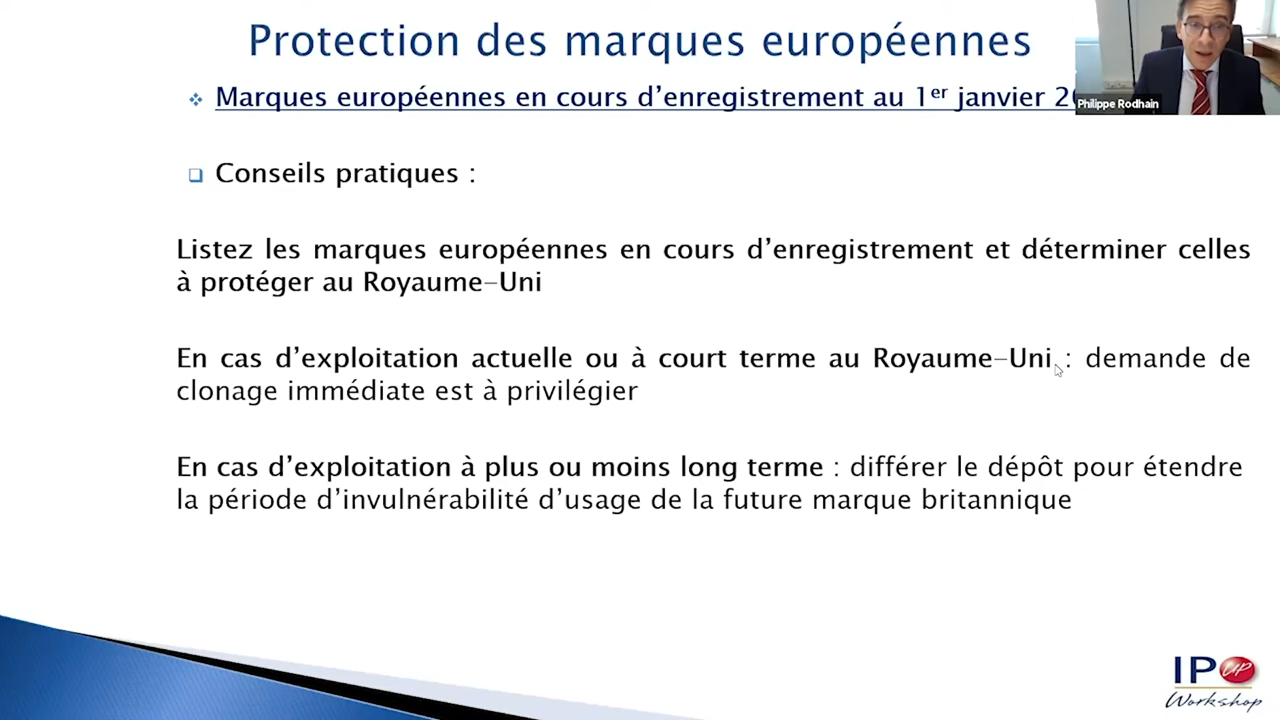 Protection des marques européennes
Marques européennes en cours d’enregistrement au 1er janvier
Philippe Rodhain
Conseils pratiques :
Listez les marques européennes en cours d’enregistrement et déterminer celles
à protéger au Royaume-Uni
En cas d’exploitation actuelle ou à court terme au Royaume-Uni : demande de
clonage immédiate est à privilégier
En cas d’exploitation à plus ou moins long terme : différer le dépôt pour étendre
la période d’invulnérabilité d’usage de la future marque britannique
IP UP
Workshop